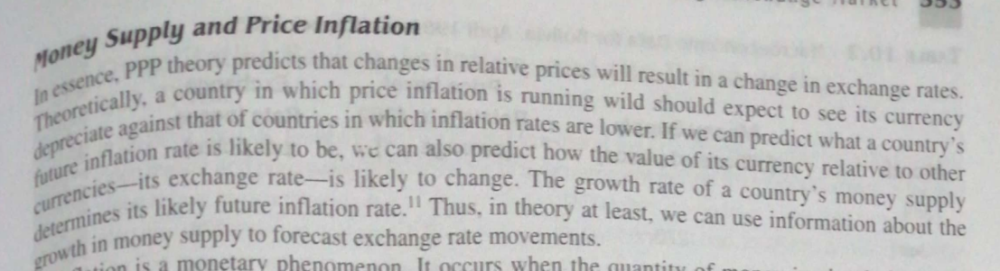 Market 353
Money Supply and Price Inflation
In essence, PPP theory predicts that changes in relative prices will result in a change in exchange rates.
Theoretically, a country in which price inflation is running wild should expect to see its currency
depreciate against that of countries in which inflation rates are lower. If we can predict what a country's
future inflation rate is likely to be, we can also predict how the value of its currency relative to other
currencies—its exchange rate—is likely to change. The growth rate of a country's money supply
determines its likely future inflation rate.¹¹ Thus, in theory at least, we can use information about the
growth in money supply to forecast exchange rate movements.
is a monetary phenomenon. It occurs when the quantity of